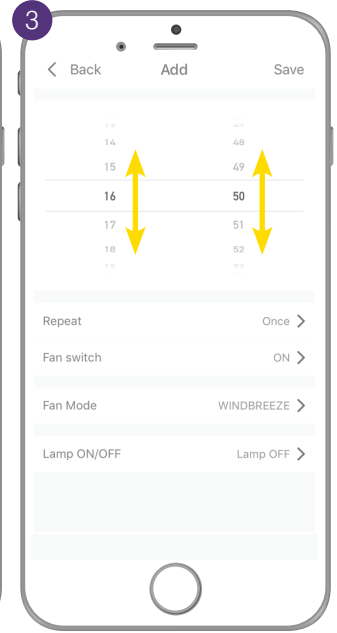 3
Back Add Save
14 48
15 49
16 50
17 51
18 52
Repeat Once
Fan switch ON
Fan Mode WINDBREEZE
Lamp ON/OFF Lamp OFF